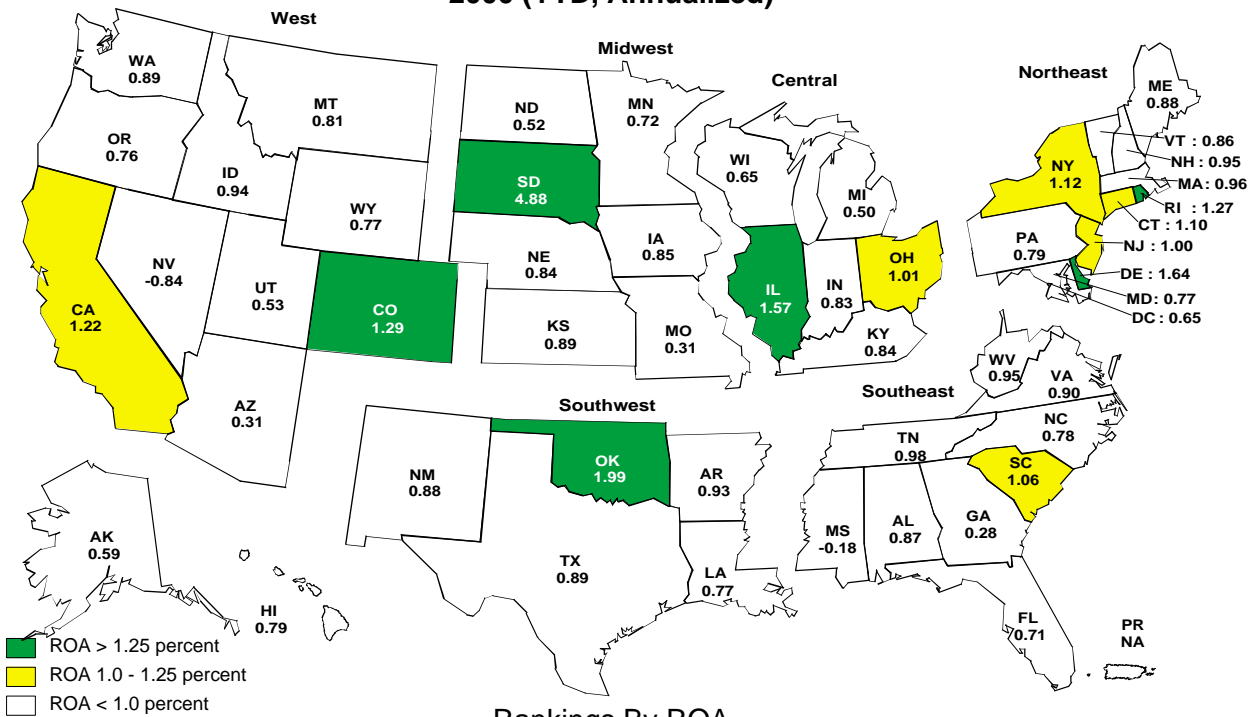 2006 (YTD, Annualized)
West
Midwest
Central
Northeast
WA
0.89
MT
0.81
OR
0.76
ID
0.94
WY
0.77
NV
-0.84
UT
0.53
CO
1.29
CA
1.22
AZ
0.31
AK
0.59
HI
0.79
ND
0.52
MN
0.72
SD
4.88
NE
0.84
IA
0.85
KS
0.89
MO
0.31
WI
0.65
MI
0.50
IL
1.57
IN
0.83
OH
1.01
KY
0.84
ME
0.88
NY
1.12
VT : 0.86
NH : 0.95
MA: 0.96
RI : 1.27
CT : 1.10
NJ : 1.00
PA
0.79
DE : 1.64
MD: 0.77
DC : 0.65
Southwest
NM
0.88
OK
1.99
AR
0.93
TX
0.89
LA
0.77
Southeast
WV
0.95
VA
0.90
NC
0.78
TN
0.98
SC
1.06
MS
-0.18
AL
0.87
GA
0.28
FL
0.71
PR
NA
ROA > 1.25 percent
ROA 1.0 - 1.25 percent
ROA < 1.0 percent
Rankings By ROA